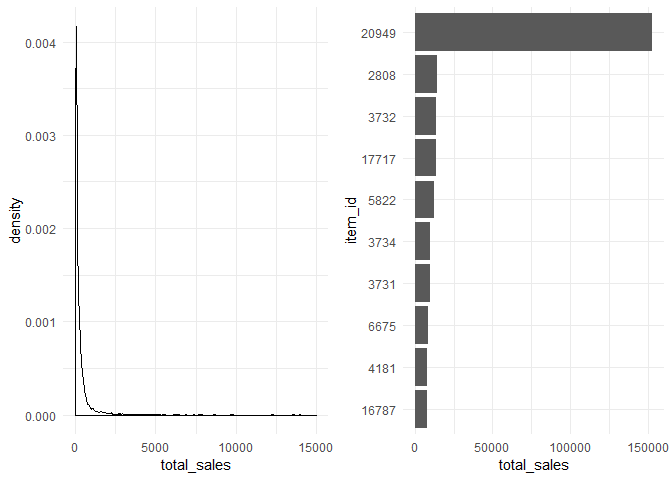 density
0.004
0.003
0.002
0.001
0.000
0 5000 10000 15000
total_sales
item_id
20949
2808
3732
17717
5822
3734
3731
6675
4181
16787
0 50000 100000 150000
total_sales